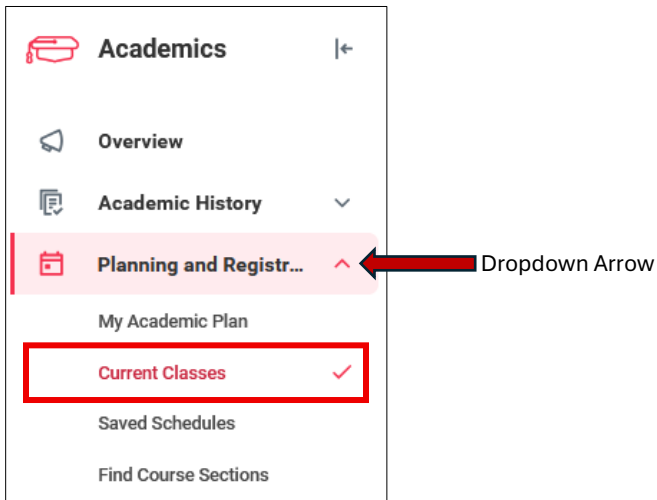 Academics
Overview
Academic History
Planning and Registr...
Dropdown Arrow
My Academic Plan
Current Classes
Saved Schedules
Find Course Sections